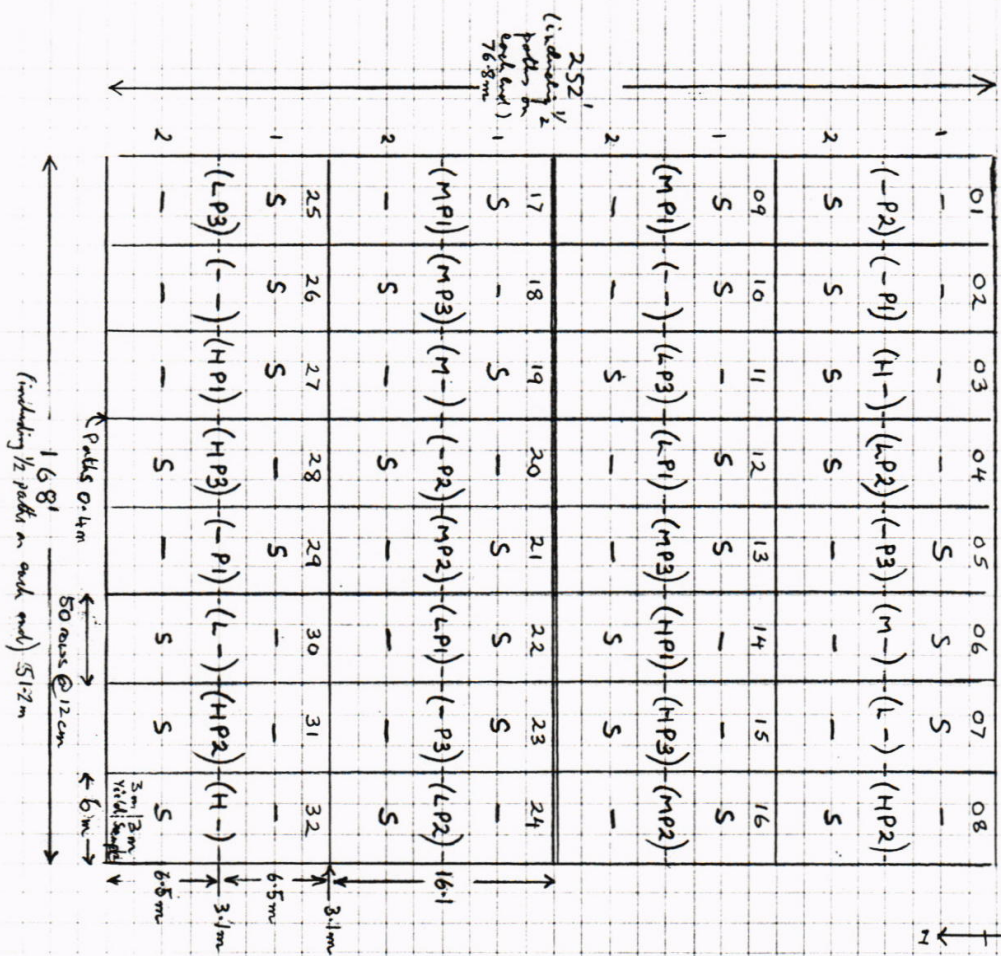 252'
(including 1/2
paths on
each end)
76.8m
01 02 03 04 05 06 07 08
1 - - - - S S S -
(-P2) (-P1) (H-) (LP2) (-P3) (M-) (L-) (HP2)
2 S S S S - - - S
09 10 11 12 13 14 15 16
1 S S - S S - - S
(MP1) (--) (LP3) (LP1) (MP3) (HP1) (HP3) (MP2)
2 - - S - - S S -
17 18 19 20 21 22 23 24
1 S - S - S S S -
(MP1) (MP3) (M-) (-P2) (MP2) (LP1) (-P3) (LP2)
2 - S - S - - - S
16.1
3.1m
25 26 27 28 29 30 31 32
1 S S S - S - - -
6.5m
(LP3) (--) (HP1) (HP3) (-P1) (L-) (HP2) (H-)
3.1m
2 - - - S - S S S
6.5m
3m 3m
Yield Sample
Paths 0.4m
50 rows @ 12cm
6m
168'
(including 1/2 paths on each end) 51.2m